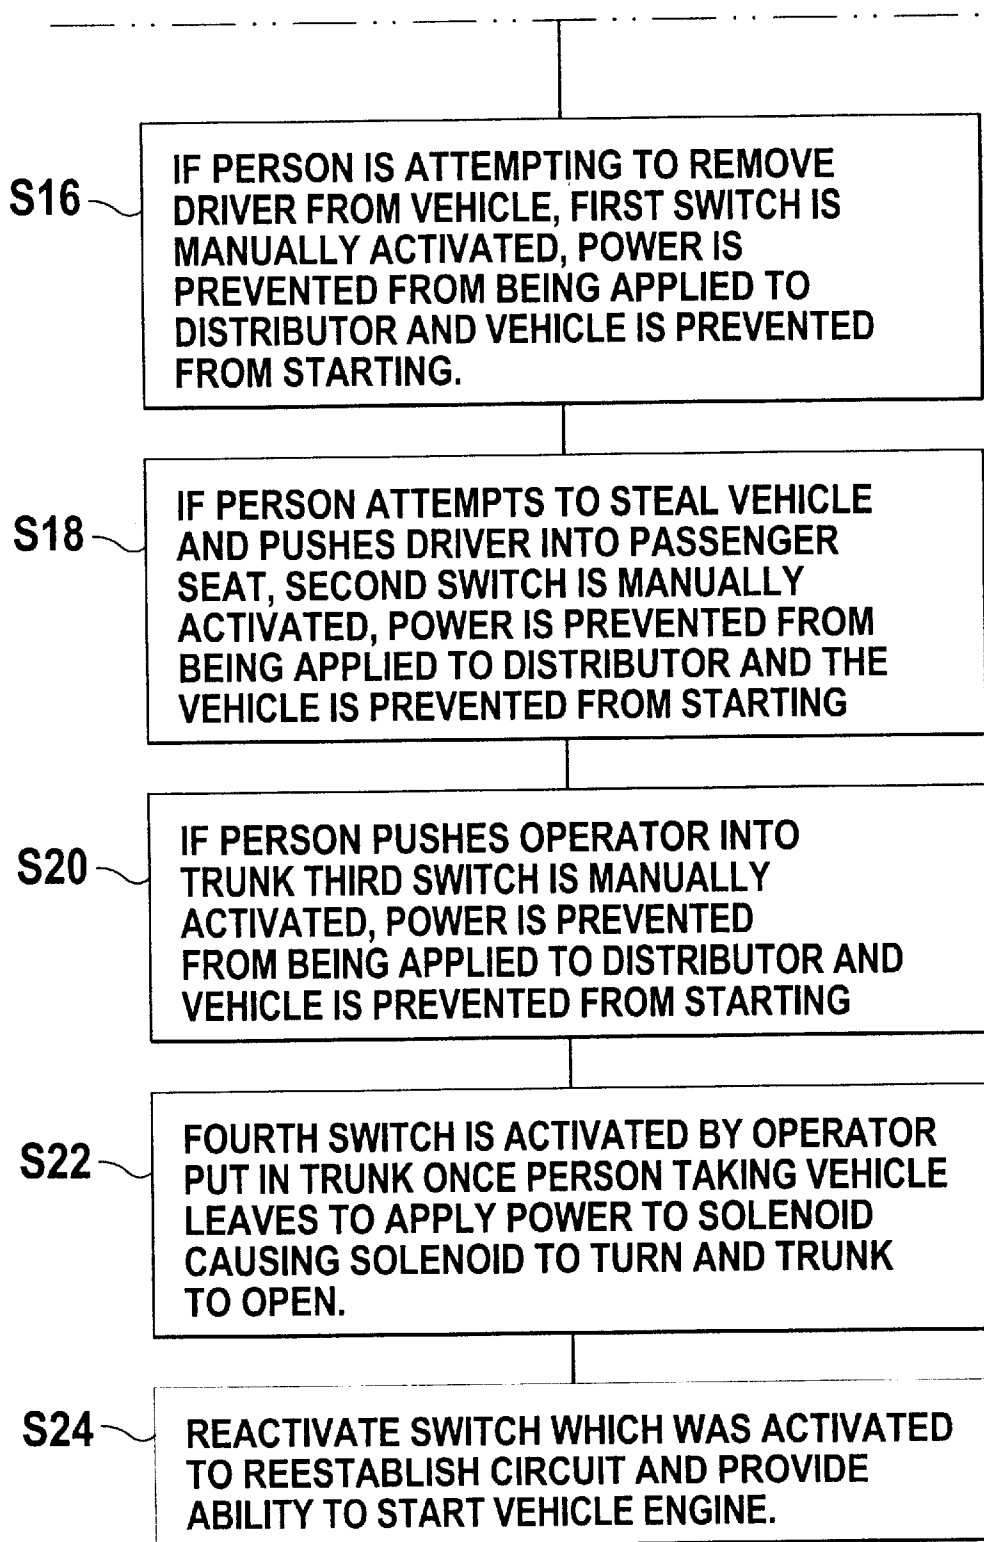 S16
IF PERSON IS ATTEMPTING TO REMOVE
DRIVER FROM VEHICLE, FIRST SWITCH IS
MANUALLY ACTIVATED, POWER IS
PREVENTED FROM BEING APPLIED TO
DISTRIBUTOR AND VEHICLE IS PREVENTED
FROM STARTING.
S18
IF PERSON ATTEMPTS TO STEAL VEHICLE
AND PUSHES DRIVER INTO PASSENGER
SEAT, SECOND SWITCH IS MANUALLY
ACTIVATED, POWER IS PREVENTED FROM
BEING APPLIED TO DISTRIBUTOR AND THE
VEHICLE IS PREVENTED FROM STARTING
S20
IF PERSON PUSHES OPERATOR INTO
TRUNK THIRD SWITCH IS MANUALLY
ACTIVATED, POWER IS PREVENTED
FROM BEING APPLIED TO DISTRIBUTOR AND
VEHICLE IS PREVENTED FROM STARTING
S22
FOURTH SWITCH IS ACTIVATED BY OPERATOR
PUT IN TRUNK ONCE PERSON TAKING VEHICLE
LEAVES TO APPLY POWER TO SOLENOID
CAUSING SOLENOID TO TURN AND TRUNK
TO OPEN.
S24
REACTIVATE SWITCH WHICH WAS ACTIVATED
TO REESTABLISH CIRCUIT AND PROVIDE
ABILITY TO START VEHICLE ENGINE.